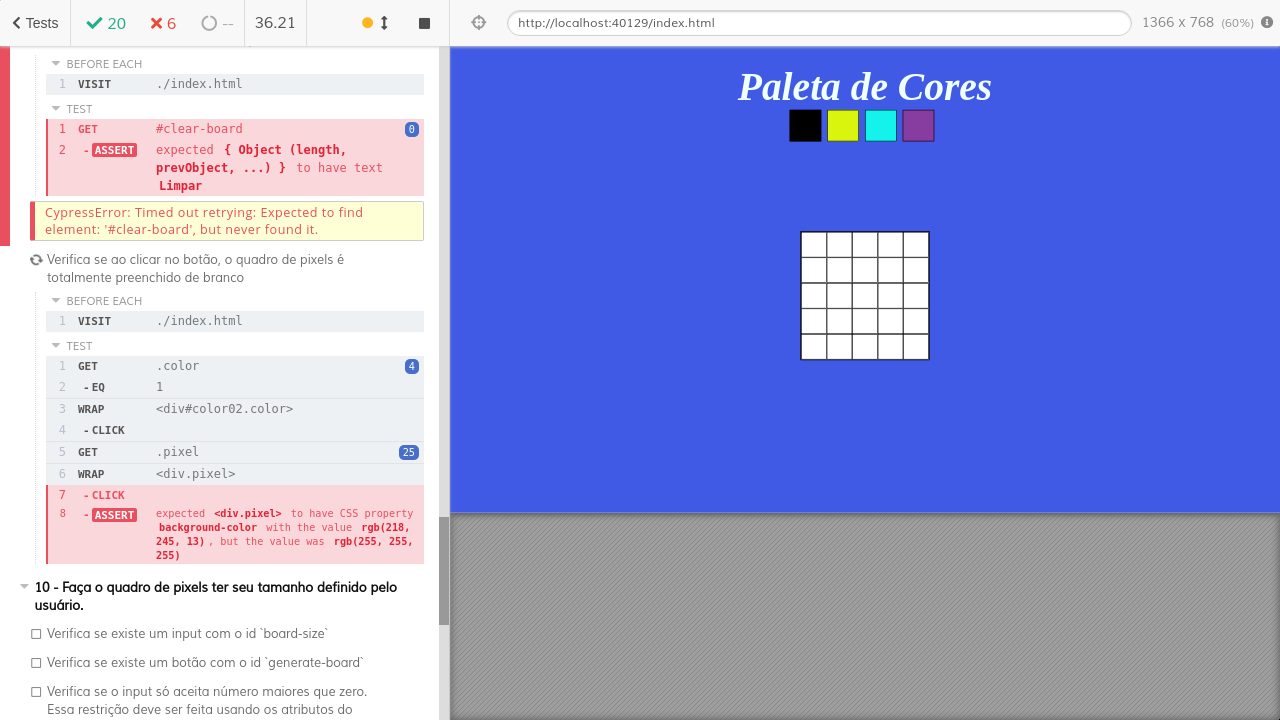 Tests 20 6 -- 36.21
http://localhost:40129/index.html 1366 x 768 (60%)
BEFORE EACH
1 VISIT ./index.html
TEST
1 GET #clear-board 0
2 - ASSERT expected { Object (length,
prevObject, ...) } to have text
Limpar
CypressError: Timed out retrying: Expected to find
element: '#clear-board', but never found it.
Verifica se ao clicar no botão, o quadro de pixels é
totalmente preenchido de branco
BEFORE EACH
1 VISIT ./index.html
TEST
1 GET .color 4
2 - EQ 1
3 WRAP <div#color02.color>
4 - CLICK
5 GET .pixel 25
6 WRAP <div.pixel>
7 - CLICK
8 - ASSERT expected <div.pixel> to have CSS property
background-color with the value rgb(218,
245, 13) , but the value was rgb(255, 255,
255)
10 - Faça o quadro de pixels ter seu tamanho definido pelo
usuário.
Verifica se existe um input com o id `board-size`
Verifica se existe um botão com o id `generate-board`
Verifica se o input só aceita número maiores que zero.
Essa restrição deve ser feita usando os atributos do
Paleta de Cores